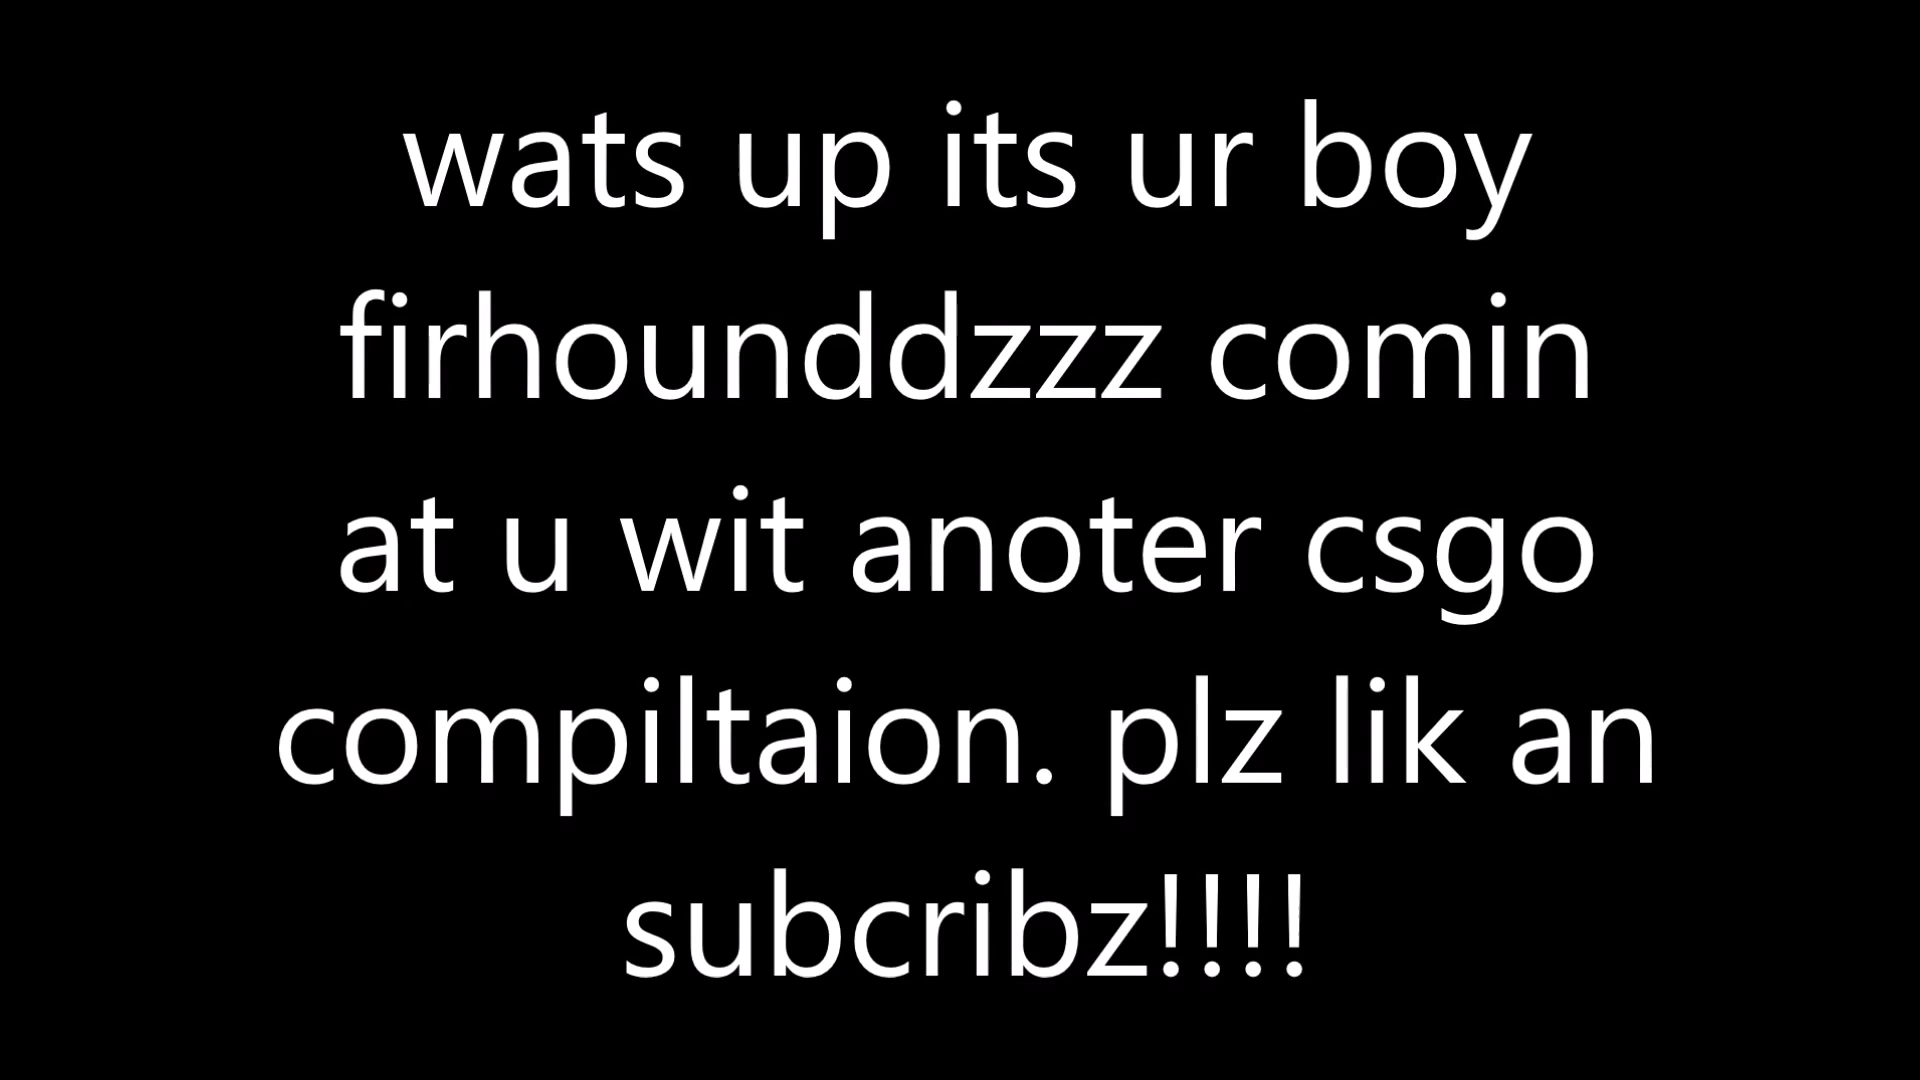 wats up its ur boy
firhounddzzz comin
at u wit anoter csgo
compiltaion. plz lik an
subcribz!!!!